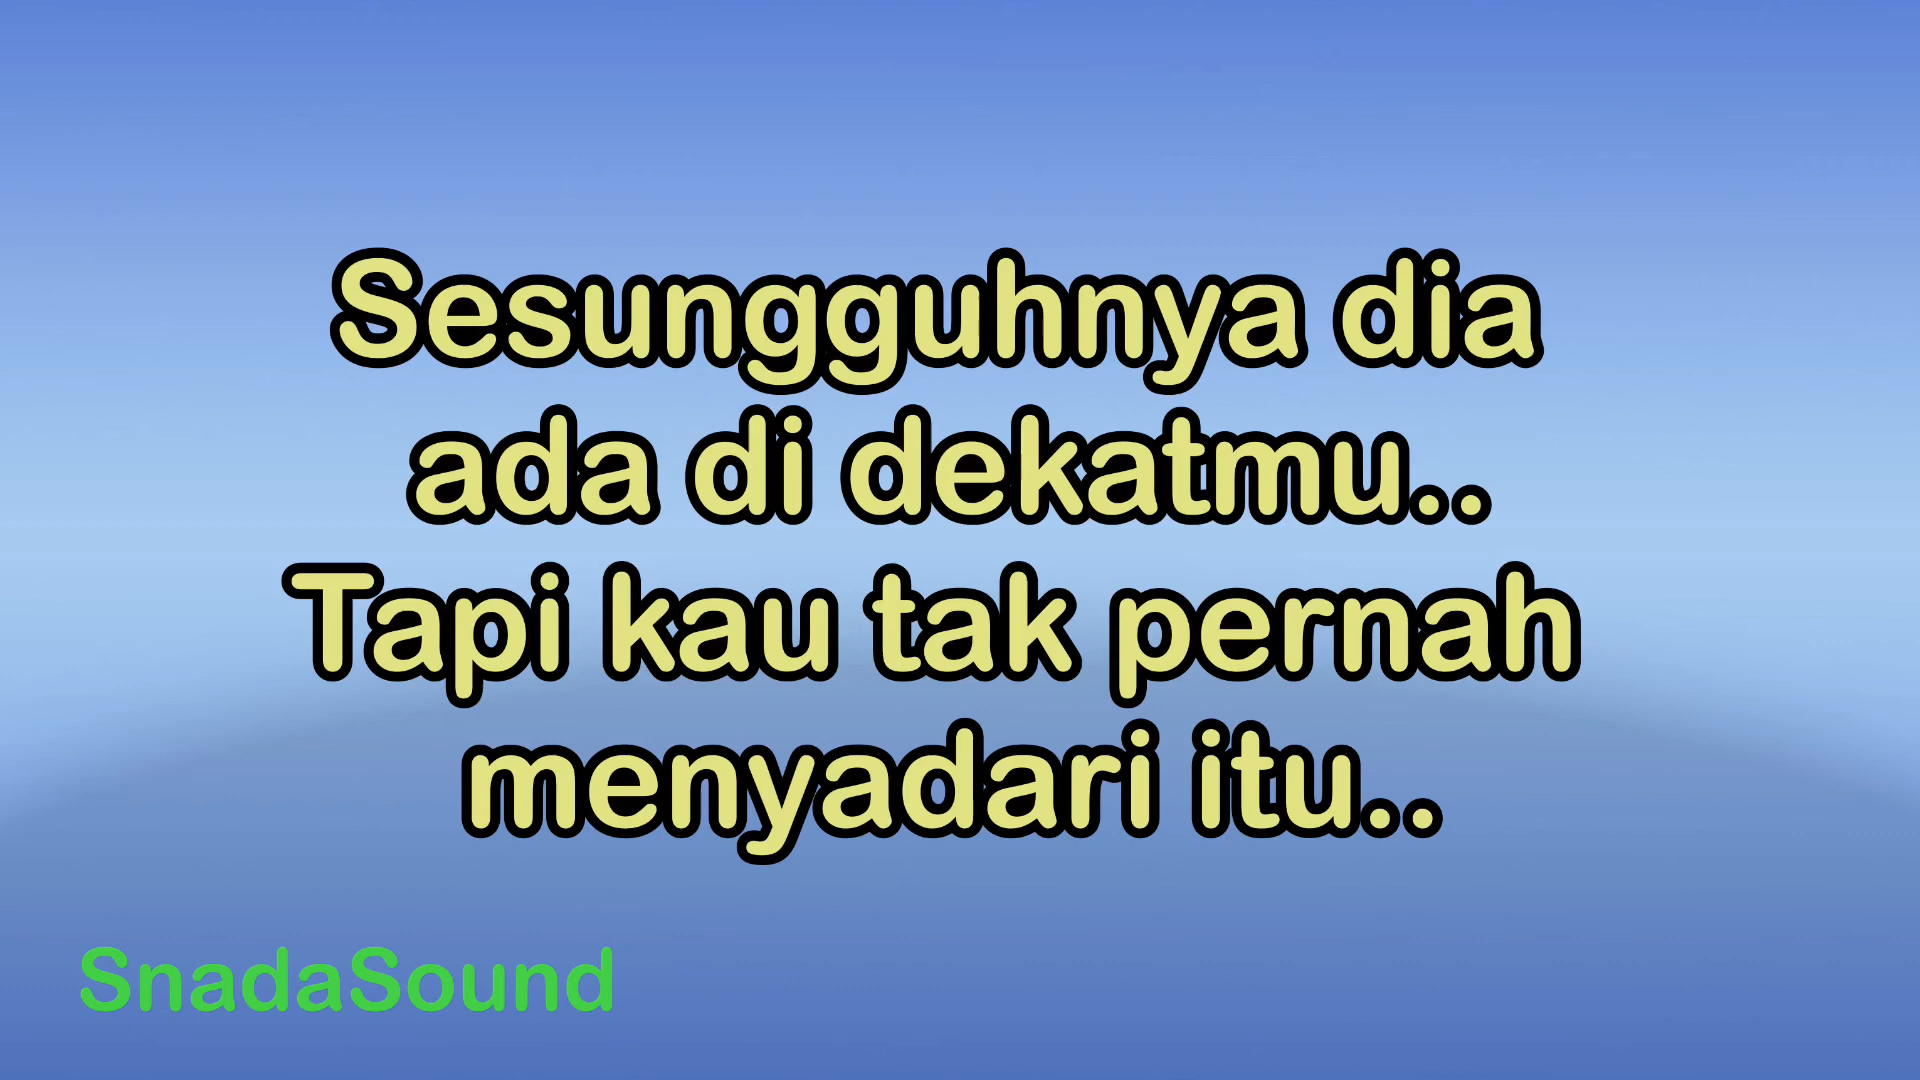 Sesungguhnya dia
ada di dekatmu..
Tapi kau tak pernah
menyadari itu..
SnadaSound